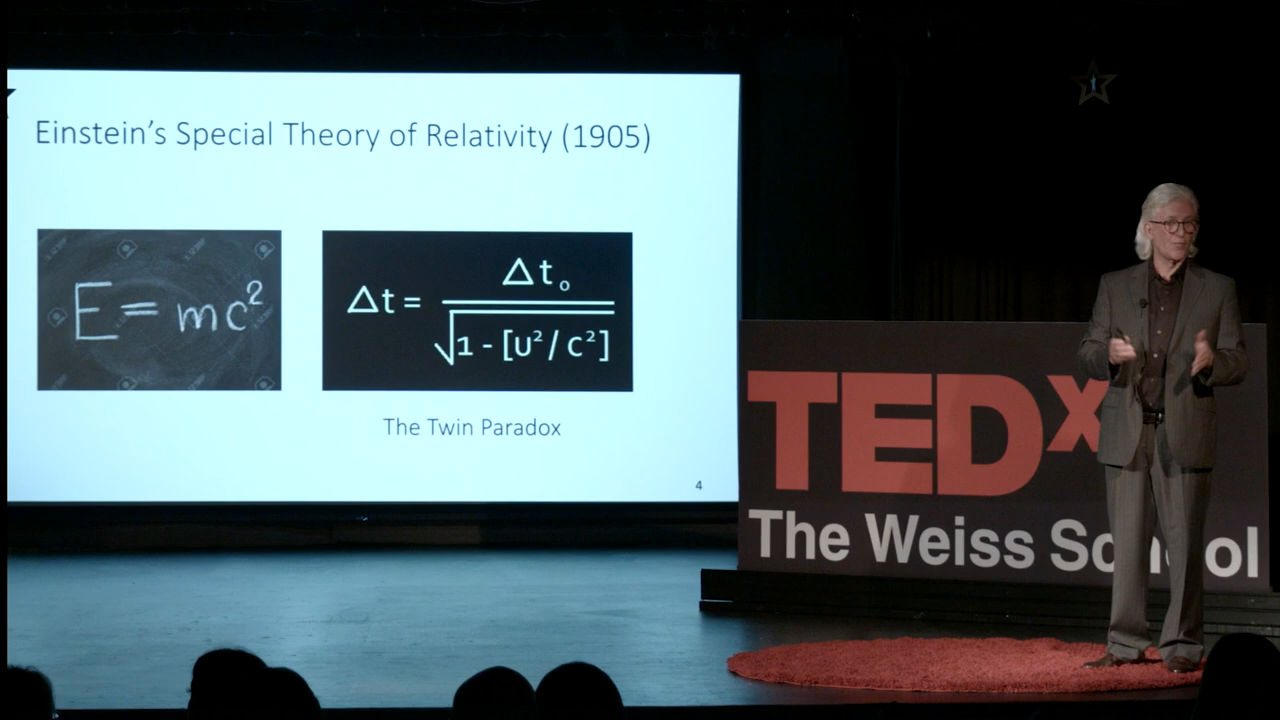 Einstein's Special Theory of Relativity (1905)
E = mc²
Δt = Δt₀ / √1 - [U²/C²]
The Twin Paradox
4
TEDx
The Weiss School